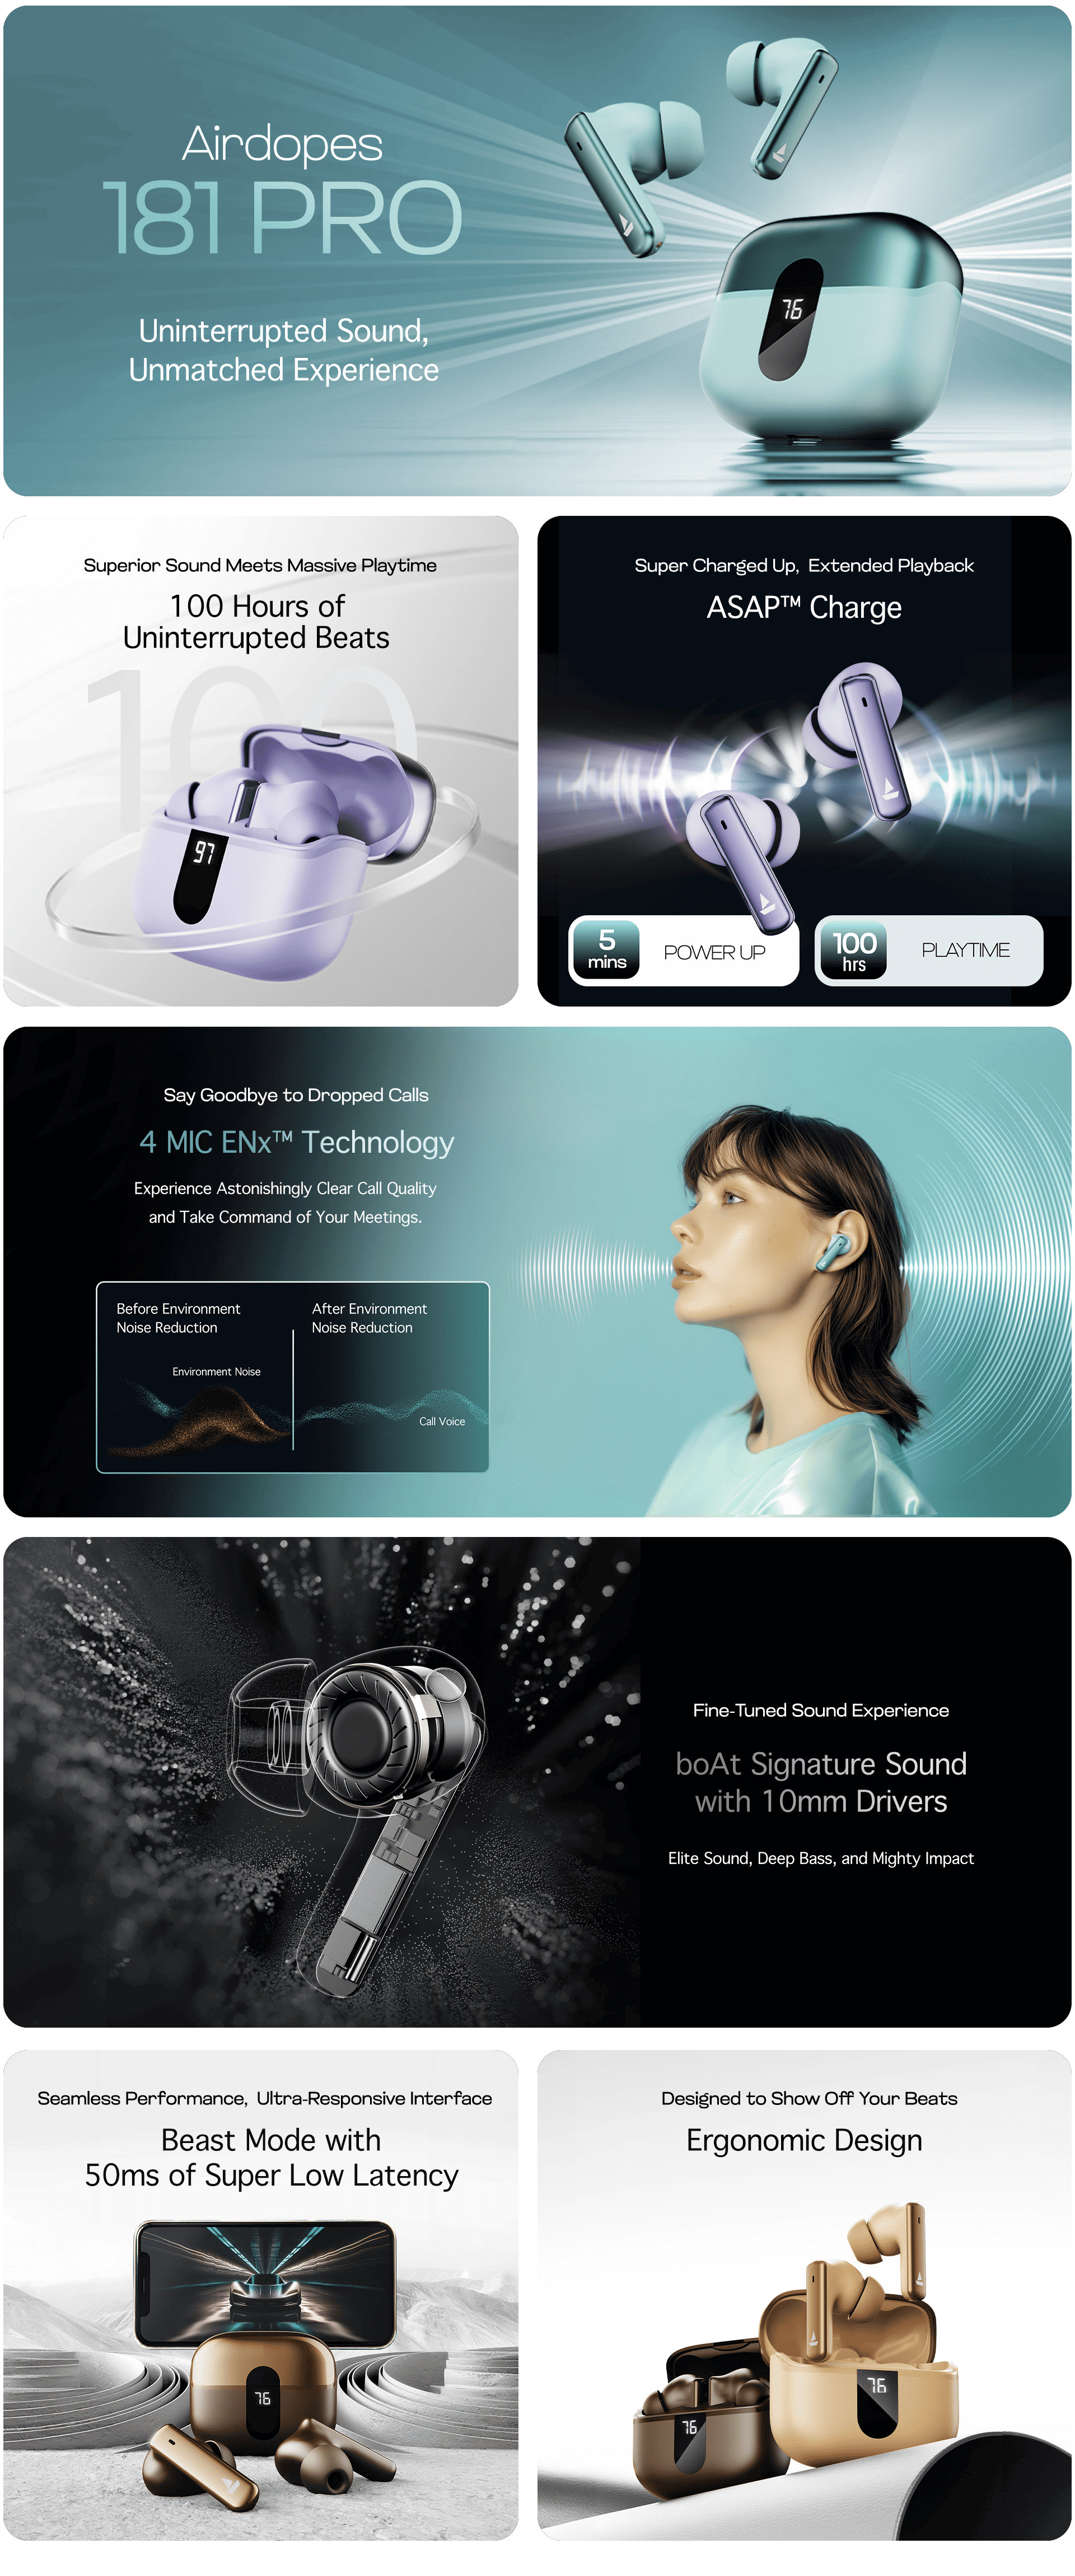 Airdopes
181 PRO
Uninterrupted Sound,
Unmatched Experience
76
Superior Sound Meets Massive Playtime
100 Hours of
Uninterrupted Beats
100
97
Super Charged Up, Extended Playback
ASAP™ Charge
5
mins
POWER UP
100
hrs
PLAYTIME
Say Goodbye to Dropped Calls
4 MIC ENx™ Technology
Experience Astonishingly Clear Call Quality
and Take Command of Your Meetings.
Before Environment
Noise Reduction
Environment Noise
After Environment
Noise Reduction
Call Voice
Fine-Tuned Sound Experience
boAt Signature Sound
with 10mm Drivers
Elite Sound, Deep Bass, and Mighty Impact
Seamless Performance, Ultra-Responsive Interface
Beast Mode with
50ms of Super Low Latency
76
Designed to Show Off Your Beats
Ergonomic Design
76
76